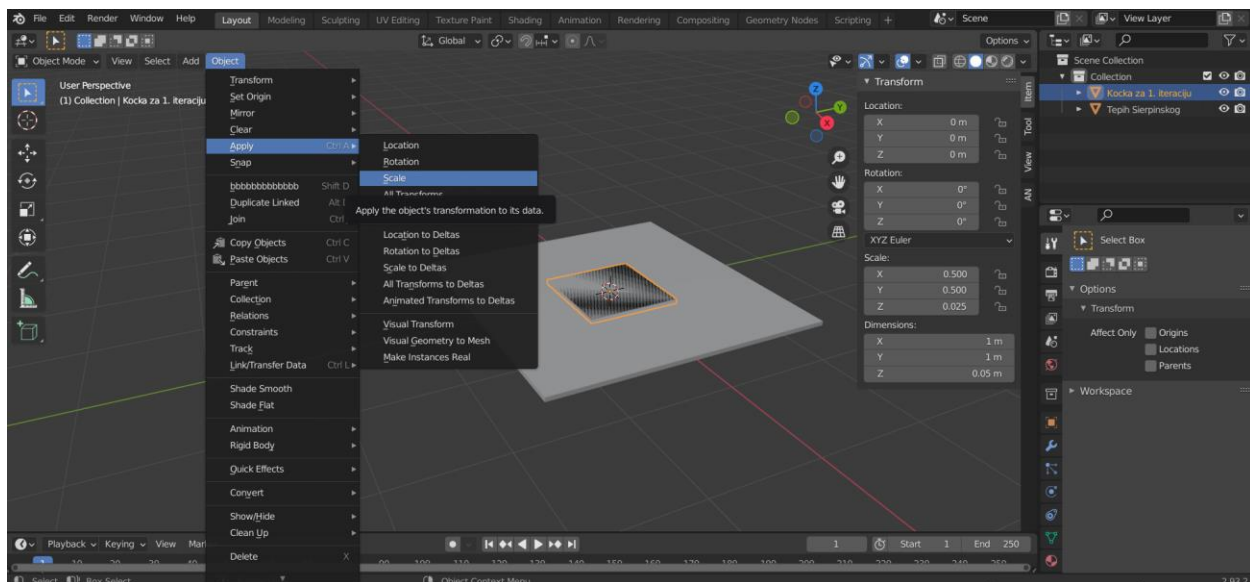 File Edit Render Window Help Layout Modeling Sculpting UV Editing Texture Paint Shading Animation Rendering Compositing Geometry Nodes Scripting + Scene View Layer
Global Options
Object Mode View Select Add Object
User Perspective
(1) Collection | Kocka za 1. iteraciju
Transform
Set Origin
Mirror
Clear
Apply Ctrl A
Snap
bbbbbbbbbbbbb Shift D
Duplicate Linked Alt
Join Ctrl
Copy Objects Ctrl C
Paste Objects Ctrl V
Parent
Collection
Relations
Constraints
Track
Link/Transfer Data Ctrl L
Shade Smooth
Shade Flat
Animation
Rigid Body
Quick Effects
Convert
Show/Hide
Clean Up
Delete X
Location
Rotation
Scale
All Transforms
Apply the object's transformation to its data.
Location to Deltas
Rotation to Deltas
Scale to Deltas
All Transforms to Deltas
Animated Transforms to Deltas
Visual Transform
Visual Geometry to Mesh
Make Instances Real
Z
Y
X
Transform
Location:
X 0 m
Y 0 m
Z 0 m
Rotation:
X 0°
Y 0°
Z 0°
XYZ Euler
Scale:
X 0.500
Y 0.500
Z 0.025
Dimensions:
X 1 m
Y 1 m
Z 0.05 m
Item
Tool
View
AN
Scene Collection
Collection
Kocka za 1. iteraciju
Tepih Sierpinskog
Select Box
Options
Transform
Affect Only Origins
Locations
Parents
Workspace
Playback Keying View Mar
1 Start 1 End 250
Select Box Select Object Context Menu